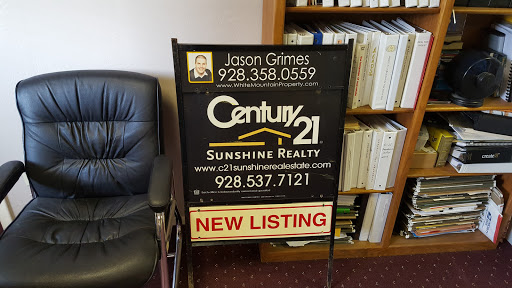 Jason Grimes
928.358.0559
www.WhiteMountainProperty.com
Century 21
SUNSHINE REALTY
www.c21sunshinerealestate.com
928.537.7121
NEW LISTING